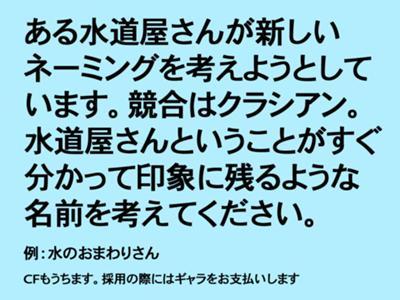 ある水道屋さんが新しい
ネーミングを考えようとして
います。競合はクラシアン。
水道屋さんということがすぐ
分かって印象に残るような
名前を考えてください。
例：水のおまわりさん
CFもうちます。採用の際にはギャラをお支払いします